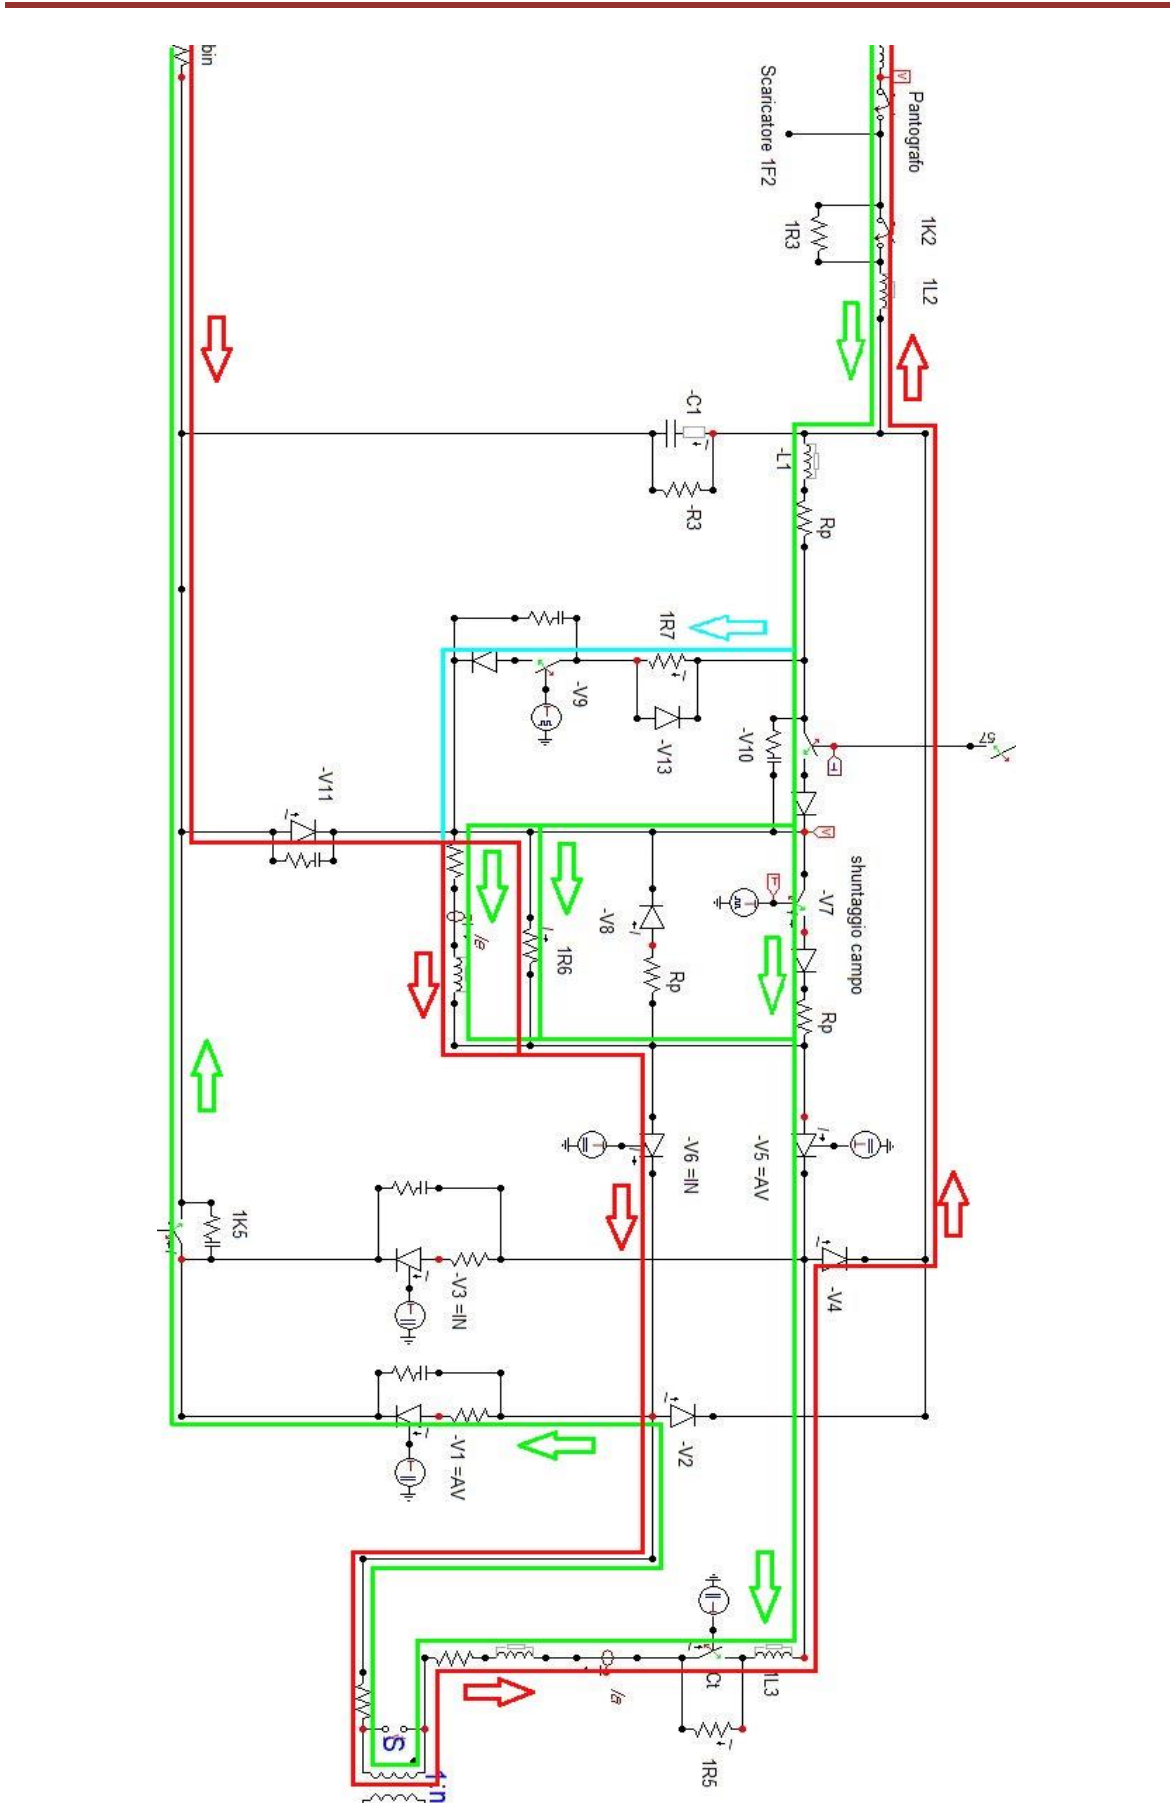 bin
Pantografo
V
Scaricatore 1F2
1R3
1K2
1L2
-C1
-R3
-L1
Rp
1R7
-V9
-V13
-V10
57
T
V
-V11
shuntaggio campo
F
-V7
-V8
Ie
1R6
Rp
Rp
-V6 =IN
-V5 =AV
1K5
-V3 =IN
-V4
-V1 =AV
-V2
Ct
1L3
Ia
S
1R5
1:n